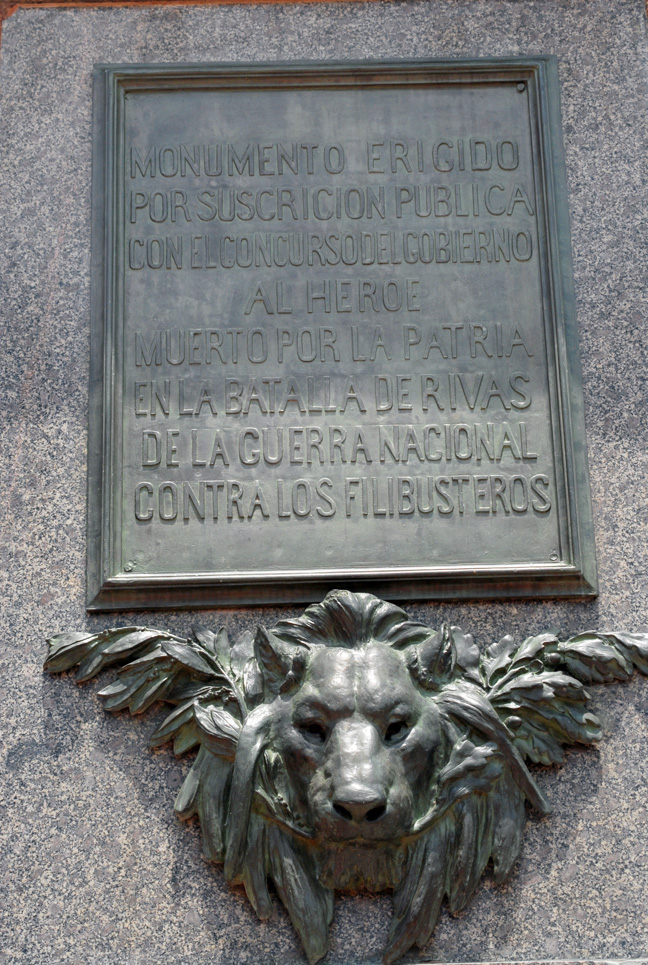 MONUMENTO ERIGIDO
POR SUSCRICION PUBLICA
CON EL CONCURSO DEL GOBIERNO
AL HEROE
MUERTO POR LA PATRIA
EN LA BATALLA DE RIVAS
DE LA GUERRA NACIONAL
CONTRA LOS FILIBUSTEROS